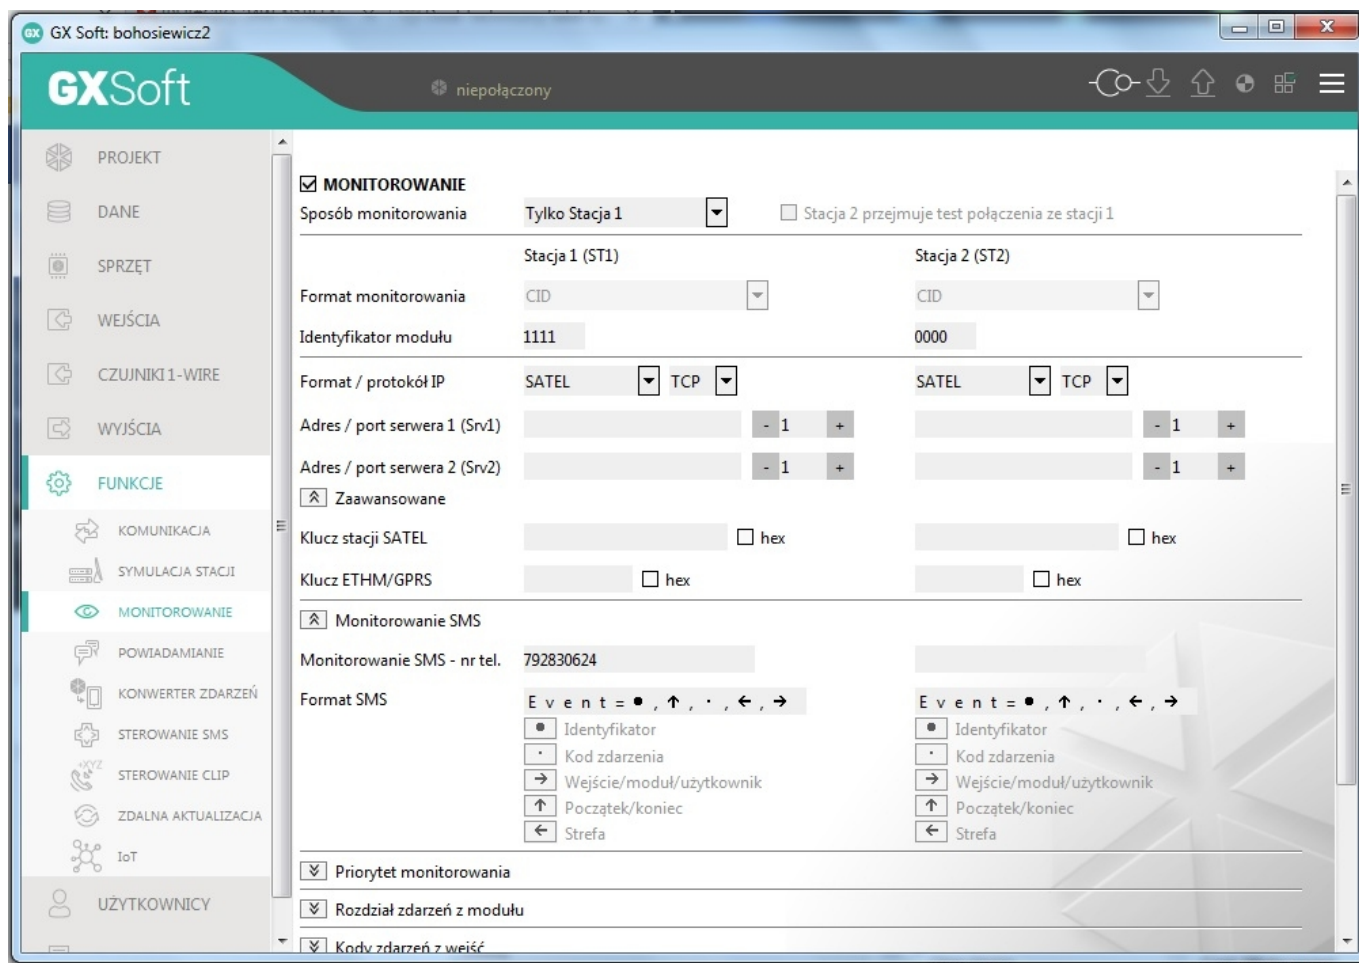 GX GX Soft: bohosiewicz2
GXSoft
niepołączony
PROJEKT
DANE
SPRZĘT
WEJŚCIA
CZUJNIKI 1-WIRE
WYJŚCIA
FUNKCJE
KOMUNIKACJA
SYMULACJA STACJI
MONITOROWANIE
POWIADAMIANIE
KONWERTER ZDARZEŃ
STEROWANIE SMS
+XYZ
STEROWANIE CLIP
ZDALNA AKTUALIZACJA
IoT
UŻYTKOWNICY
MONITOROWANIE
Sposób monitorowania Tylko Stacja 1 Stacja 2 przejmuje test połączenia ze stacji 1
Stacja 1 (ST1) Stacja 2 (ST2)
Format monitorowania CID CID
Identyfikator modułu 1111 0000
Format / protokół IP SATEL TCP SATEL TCP
Adres / port serwera 1 (Srv1) - 1 + - 1 +
Adres / port serwera 2 (Srv2) - 1 + - 1 +
Zaawansowane
Klucz stacji SATEL hex hex
Klucz ETHM/GPRS hex hex
Monitorowanie SMS
Monitorowanie SMS - nr tel. 792830624
Format SMS Event=●,↑,·,←,→ Event=●,↑,·,←,→
● Identyfikator ● Identyfikator
· Kod zdarzenia · Kod zdarzenia
→ Wejście/moduł/użytkownik → Wejście/moduł/użytkownik
↑ Początek/koniec ↑ Początek/koniec
← Strefa ← Strefa
Priorytet monitorowania
Rozdział zdarzeń z modułu
Kody zdarzeń z wejść